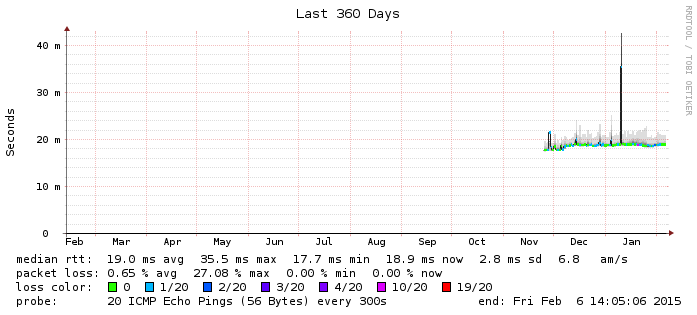 Last 360 Days
RRDTOOL / TOBI OETIKER
Seconds
40 m
30 m
20 m
10 m
0
Feb Mar Apr May Jun Jul Aug Sep Oct Nov Dec Jan
median rtt: 19.0 ms avg 35.5 ms max 17.7 ms min 18.9 ms now 2.8 ms sd 6.8 am/s
packet loss: 0.65 % avg 27.08 % max 0.00 % min 0.00 % now
loss color: 0 1/20 2/20 3/20 4/20 10/20 19/20
probe: 20 ICMP Echo Pings (56 Bytes) every 300s end: Fri Feb 6 14:05:06 2015